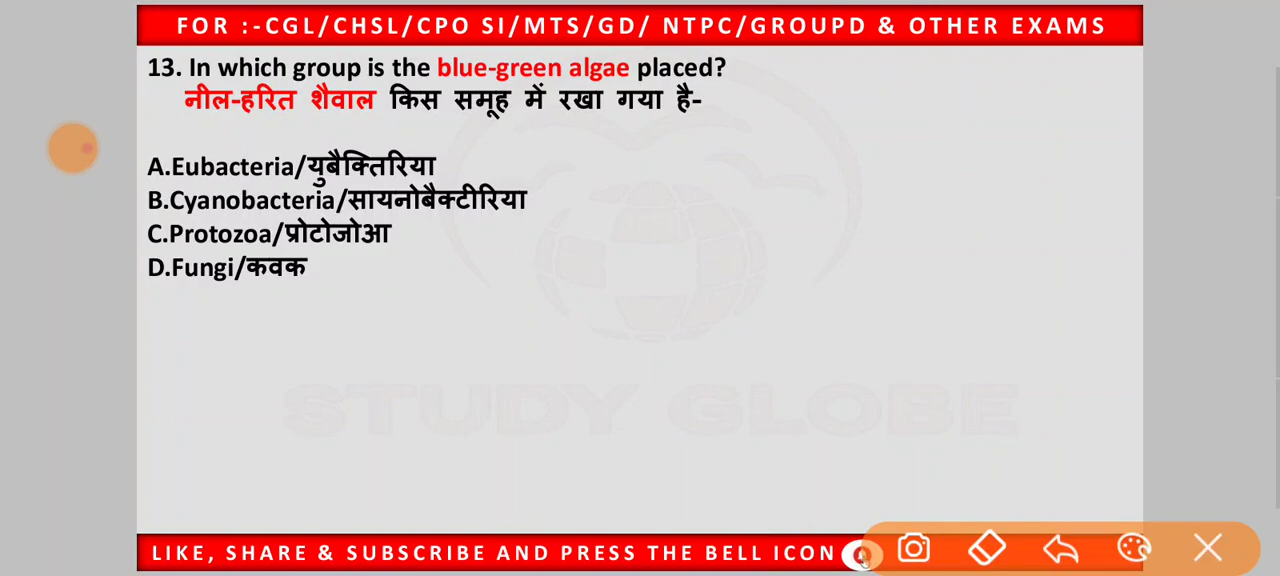 FOR :-CGL/CHSL/CPO SI/MTS/GD/ NTPC/GROUPD & OTHER EXAMS
13. In which group is the blue-green algae placed?
नील-हरित शैवाल किस समूह में रखा गया है-
A.Eubacteria/युबैक्तिरिया
B.Cyanobacteria/सायनोबैक्टीरिया
C.Protozoa/प्रोटोजोआ
D.Fungi/कवक
STUDY GLOBE
LIKE, SHARE & SUBSCRIBE AND PRESS THE BELL ICON